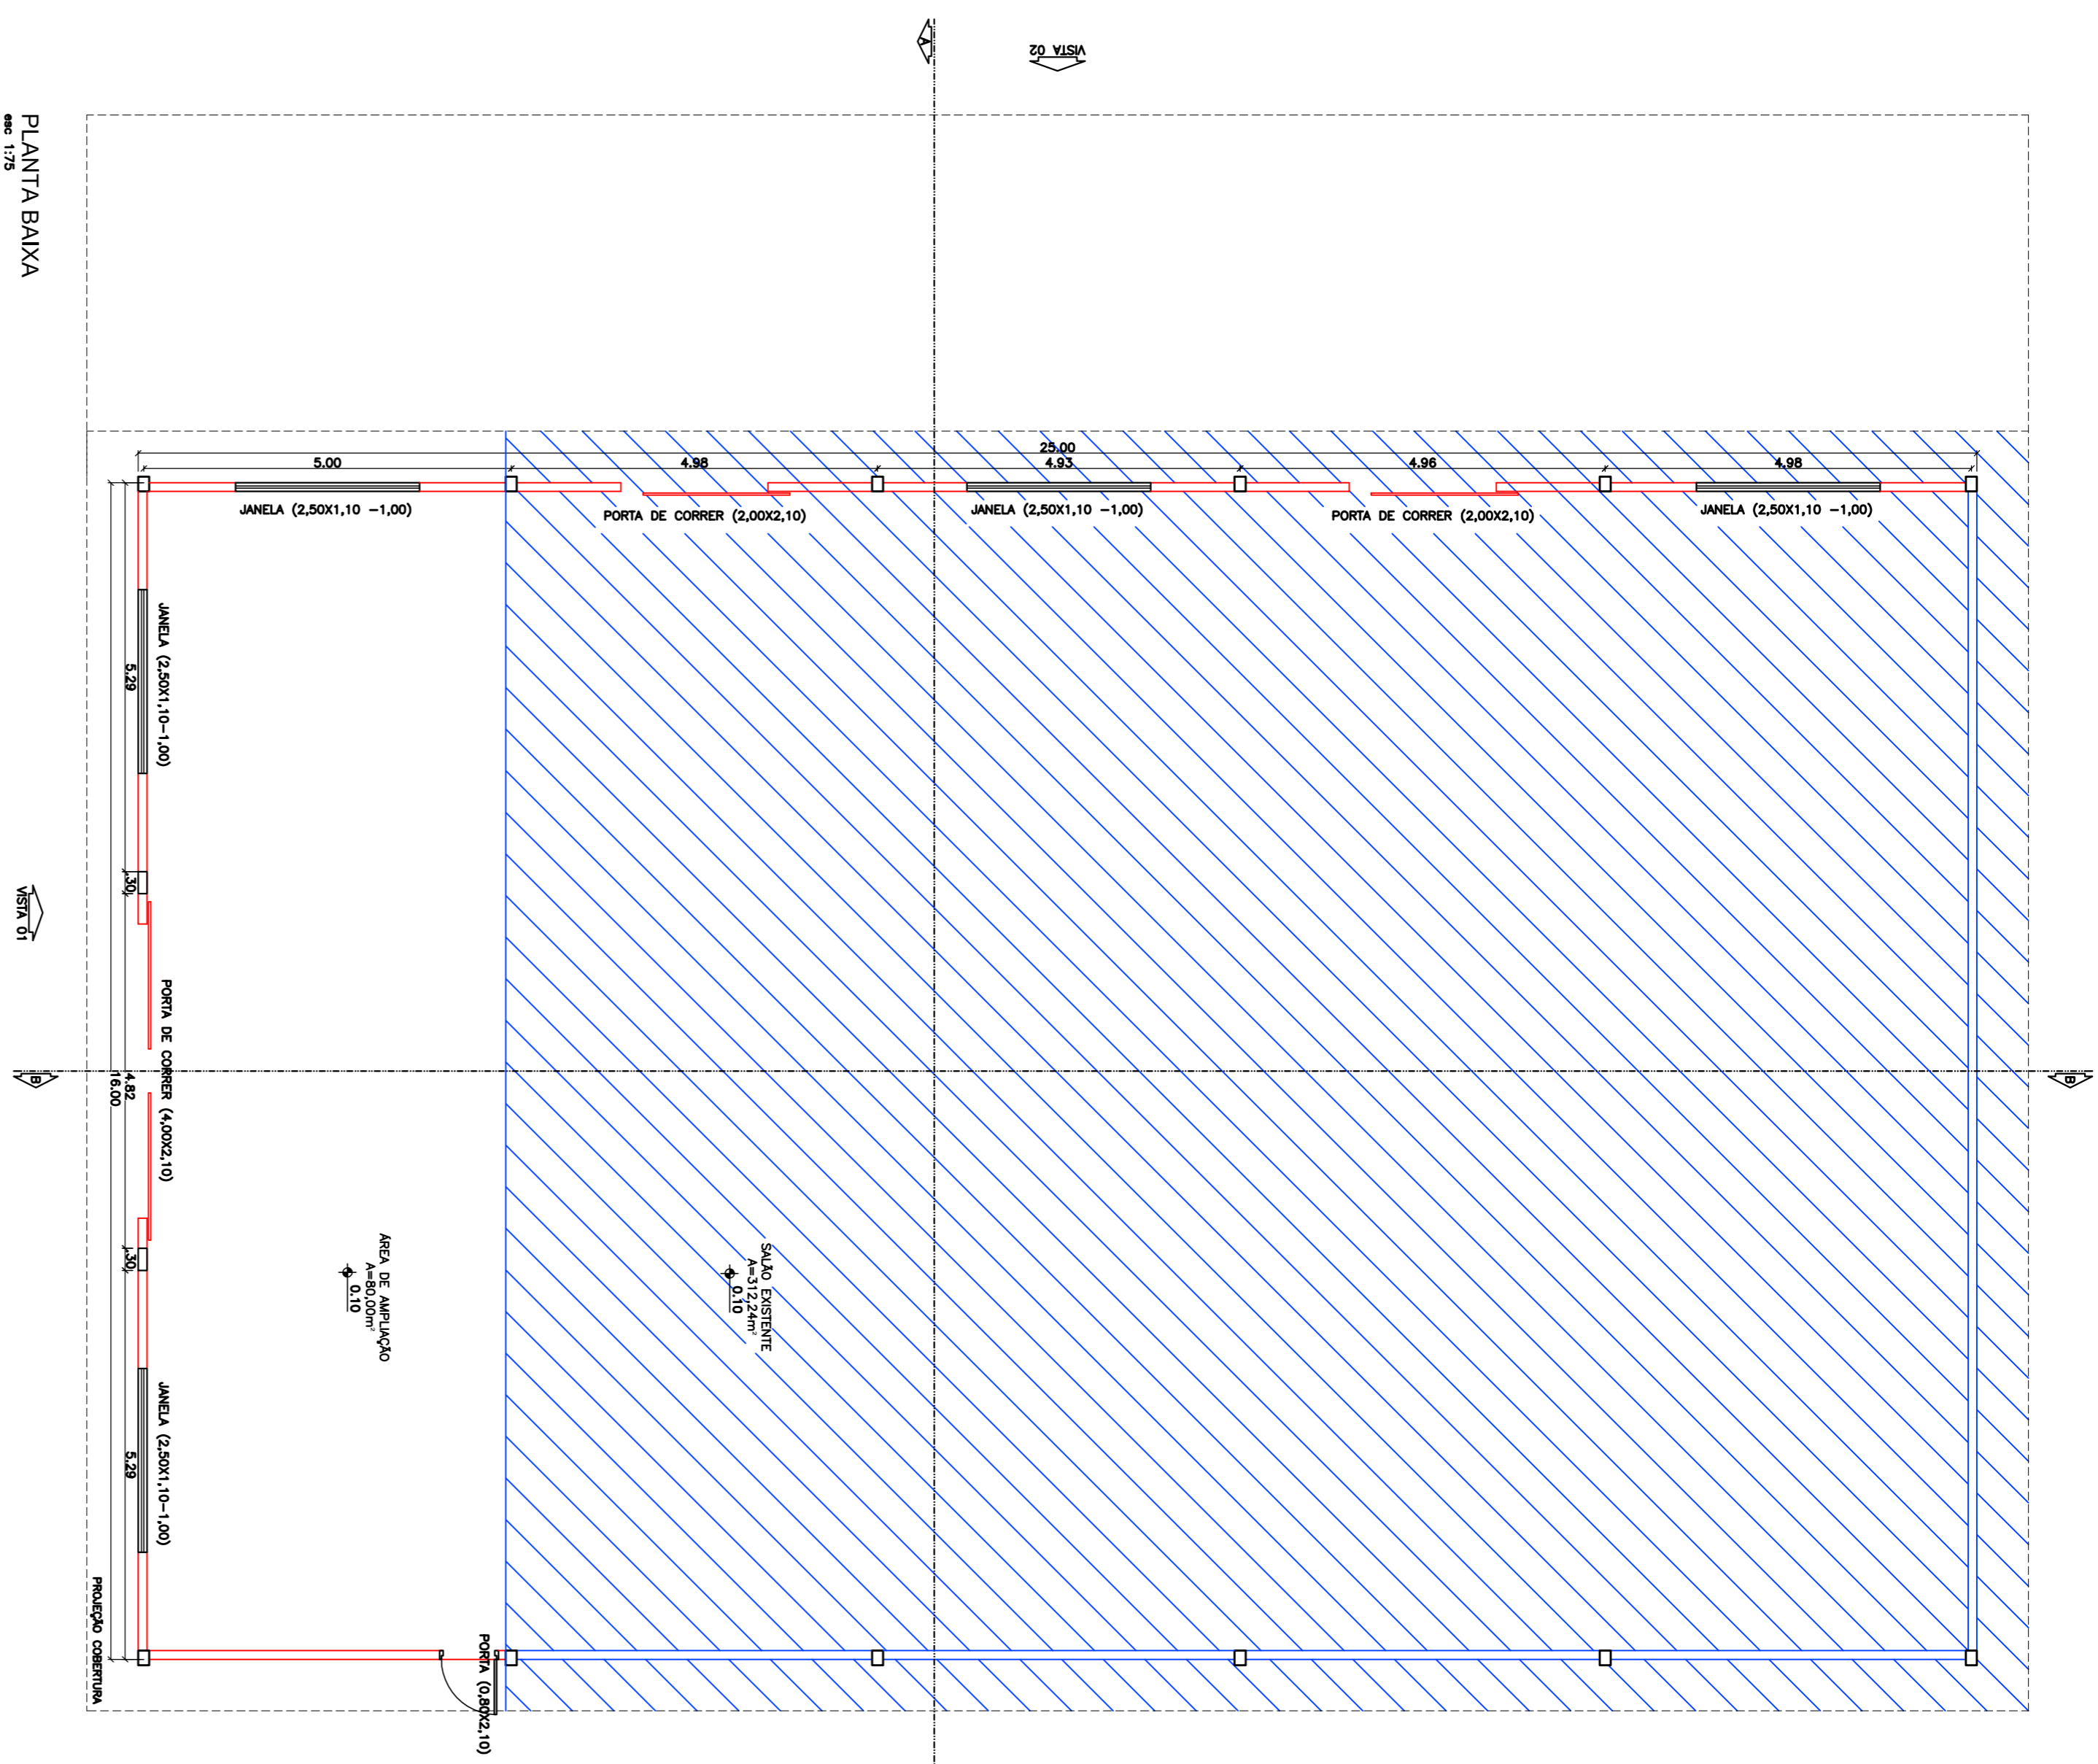 A
VISTA 02
PLANTA BAIXA
esc 1:75
25.00
5.00
4.98
4.93
4.96
4.98
JANELA (2,50X1,10 -1,00)
PORTA DE CORRER (2,00X2,10)
JANELA (2,50X1,10 -1,00)
PORTA DE CORRER (2,00X2,10)
JANELA (2,50X1,10 -1,00)
JANELA (2,50X1,10-1,00)
5.29
.30
VISTA 01
PORTA DE CORRER (4,00X2,10)
4.82
16.00
B
B
.30
ÁREA DE AMPLIAÇÃO
A=80,00m²
0.10
SALÃO EXISTENTE
A=312,24m²
0.10
JANELA (2,50X1,10-1,00)
5.29
PORTA (0,80X2,10)
PROJEÇÃO COBERTURA